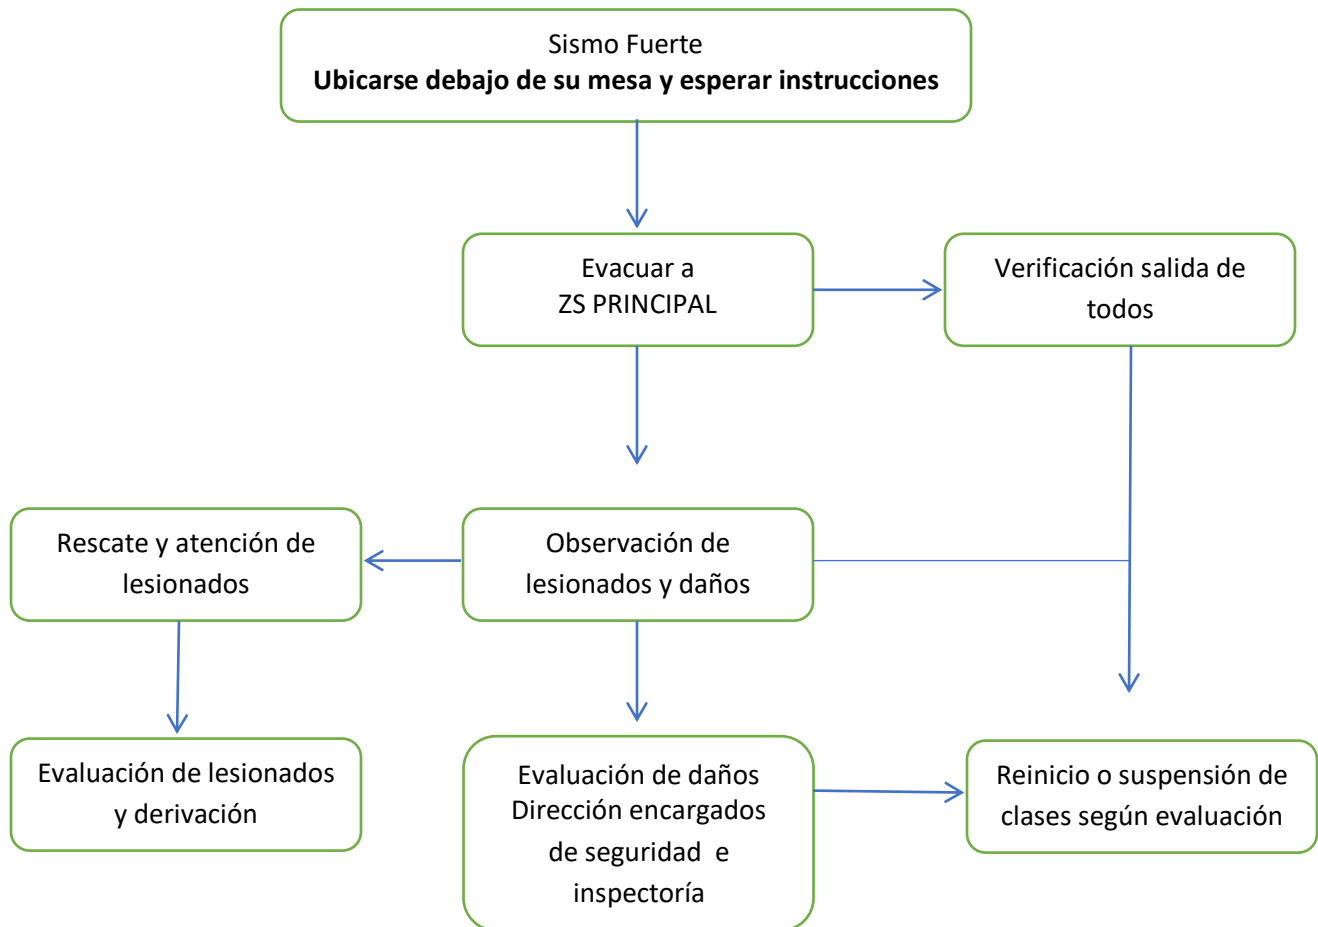 Sismo Fuerte
Ubicarse debajo de su mesa y esperar instrucciones
Evacuar a
ZS PRINCIPAL
Verificación salida de
todos
Rescate y atención de
lesionados
Observación de
lesionados y daños
Evaluación de lesionados
y derivación
Evaluación de daños
Dirección encargados
de seguridad e
inspectoría
Reinicio o suspensión de
clases según evaluación